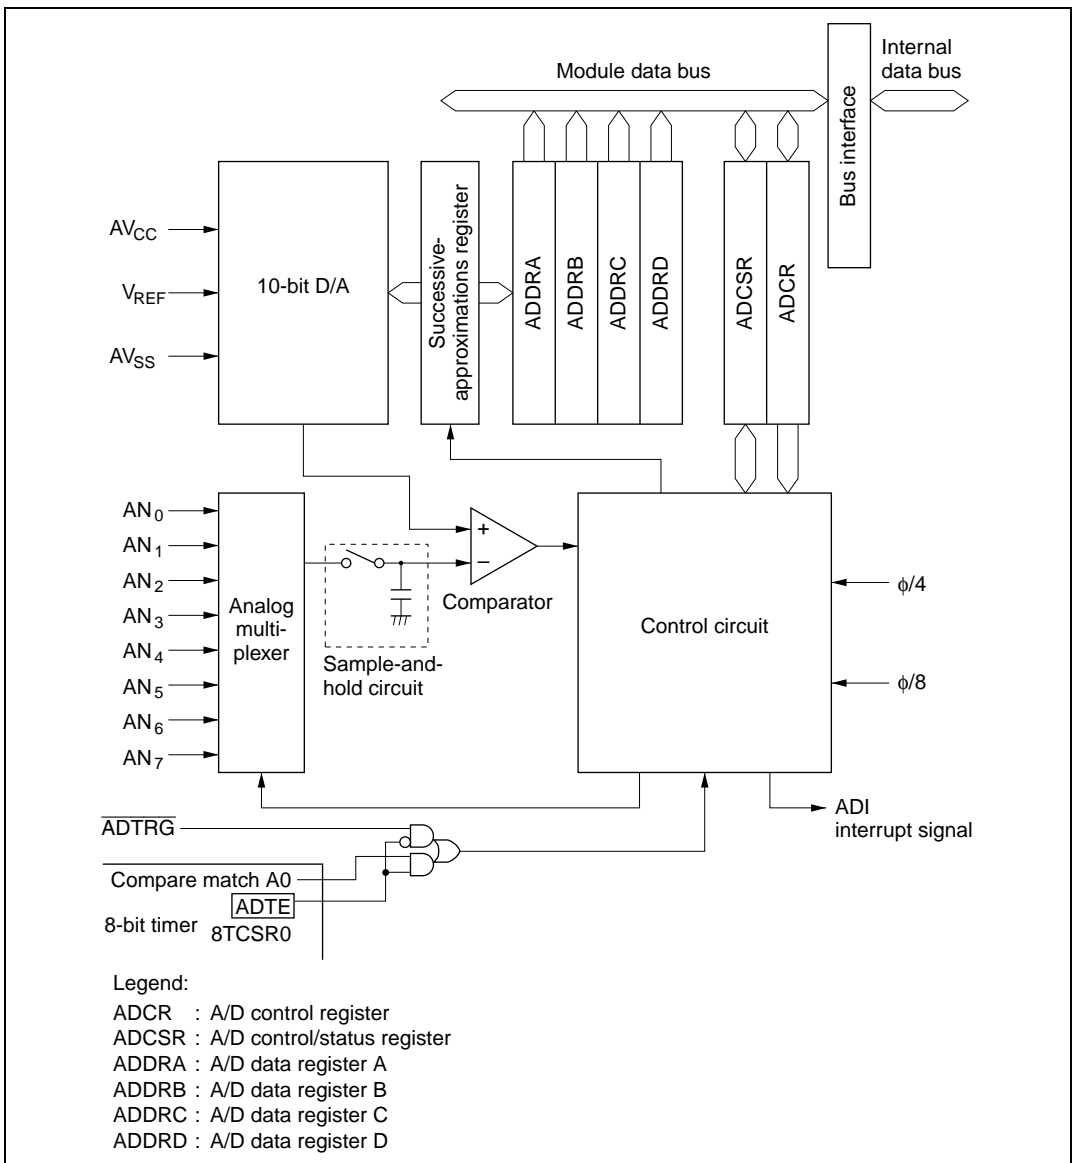 Module data bus
Internal
data bus
Bus interface
AVCC
VREF
AVSS
10-bit D/A
Successive-
approximations register
ADDRA
ADDRB
ADDRC
ADDRD
ADCSR
ADCR
AN0
AN1
AN2
AN3
AN4
AN5
AN6
AN7
Analog
multi-
plexer
Sample-and-
hold circuit
+
−
Comparator
Control circuit
ϕ/4
ϕ/8
ADI
interrupt signal
ADTRG
Compare match A0
ADTE
8-bit timer
8TCSR0
Legend:
ADCR : A/D control register
ADCSR : A/D control/status register
ADDRA : A/D data register A
ADDRB : A/D data register B
ADDRC : A/D data register C
ADDRD : A/D data register D